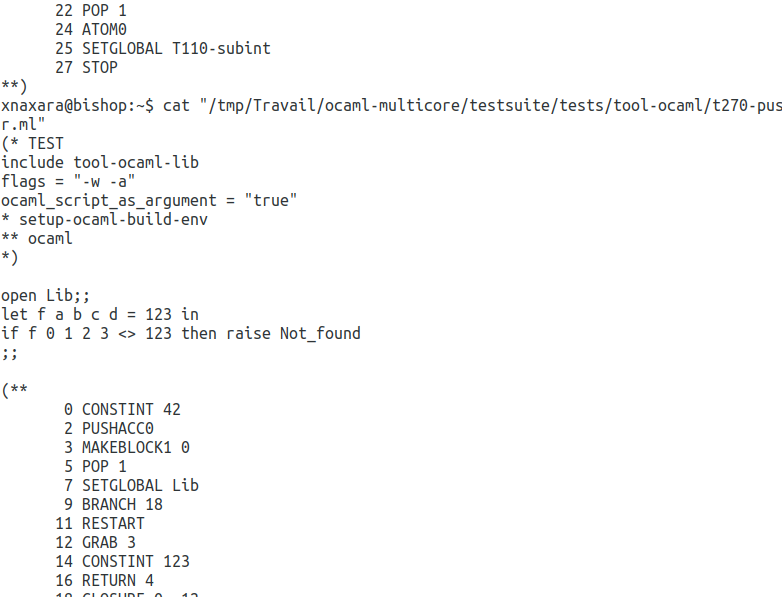 22 POP 1
24 ATOM0
25 SETGLOBAL T110-subint
27 STOP
**)
xnaxara@bishop:~$ cat "/tmp/Travail/ocaml-multicore/testsuite/tests/tool-ocaml/t270-pus
r.ml"
(* TEST
include tool-ocaml-lib
flags = "-w -a"
ocaml_script_as_argument = "true"
* setup-ocaml-build-env
** ocaml
*)
open Lib;;
let f a b c d = 123 in
if f 0 1 2 3 <> 123 then raise Not_found
;;
(**
0 CONSTINT 42
2 PUSHACC0
3 MAKEBLOCK1 0
5 POP 1
7 SETGLOBAL Lib
9 BRANCH 18
11 RESTART
12 GRAB 3
14 CONSTINT 123
16 RETURN 4
18 CLOSURE 0